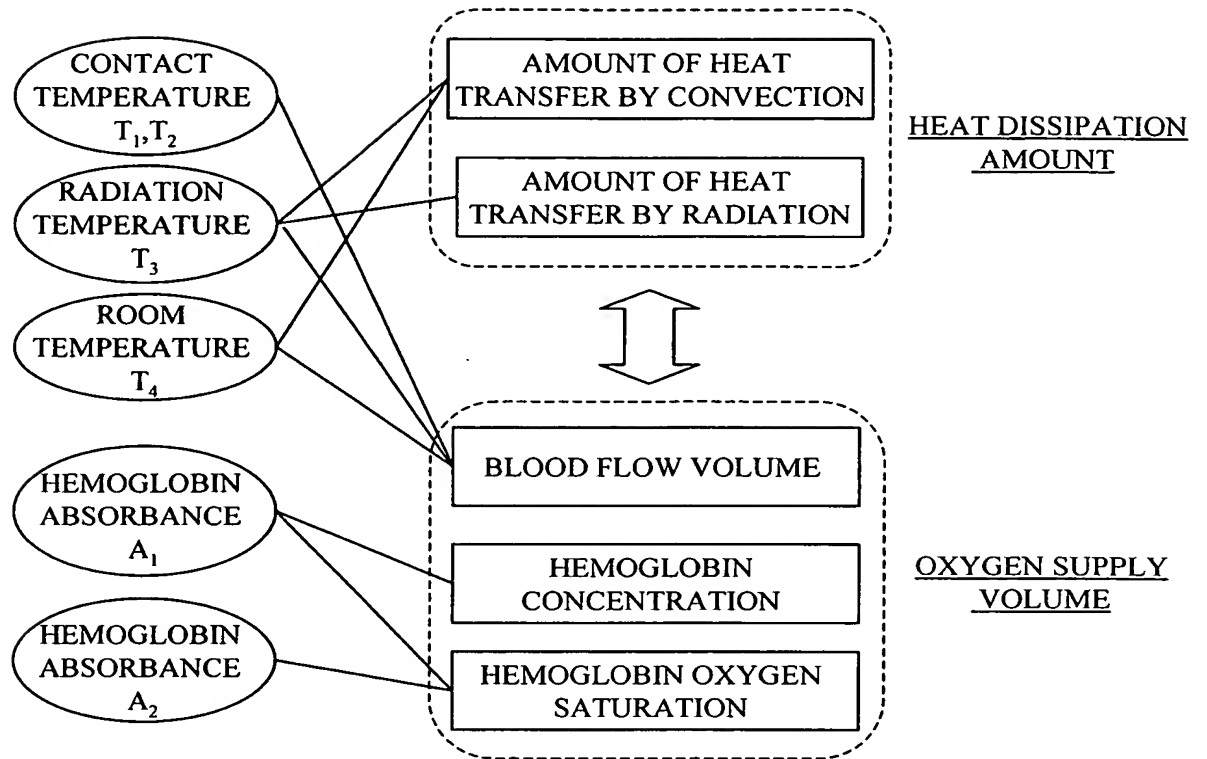 CONTACT
TEMPERATURE
T₁,T₂
RADIATION
TEMPERATURE
T₃
ROOM
TEMPERATURE
T₄
HEMOGLOBIN
ABSORBANCE
A₁
HEMOGLOBIN
ABSORBANCE
A₂
AMOUNT OF HEAT
TRANSFER BY CONVECTION
AMOUNT OF HEAT
TRANSFER BY RADIATION
HEAT DISSIPATION
AMOUNT
BLOOD FLOW VOLUME
HEMOGLOBIN
CONCENTRATION
HEMOGLOBIN OXYGEN
SATURATION
OXYGEN SUPPLY
VOLUME